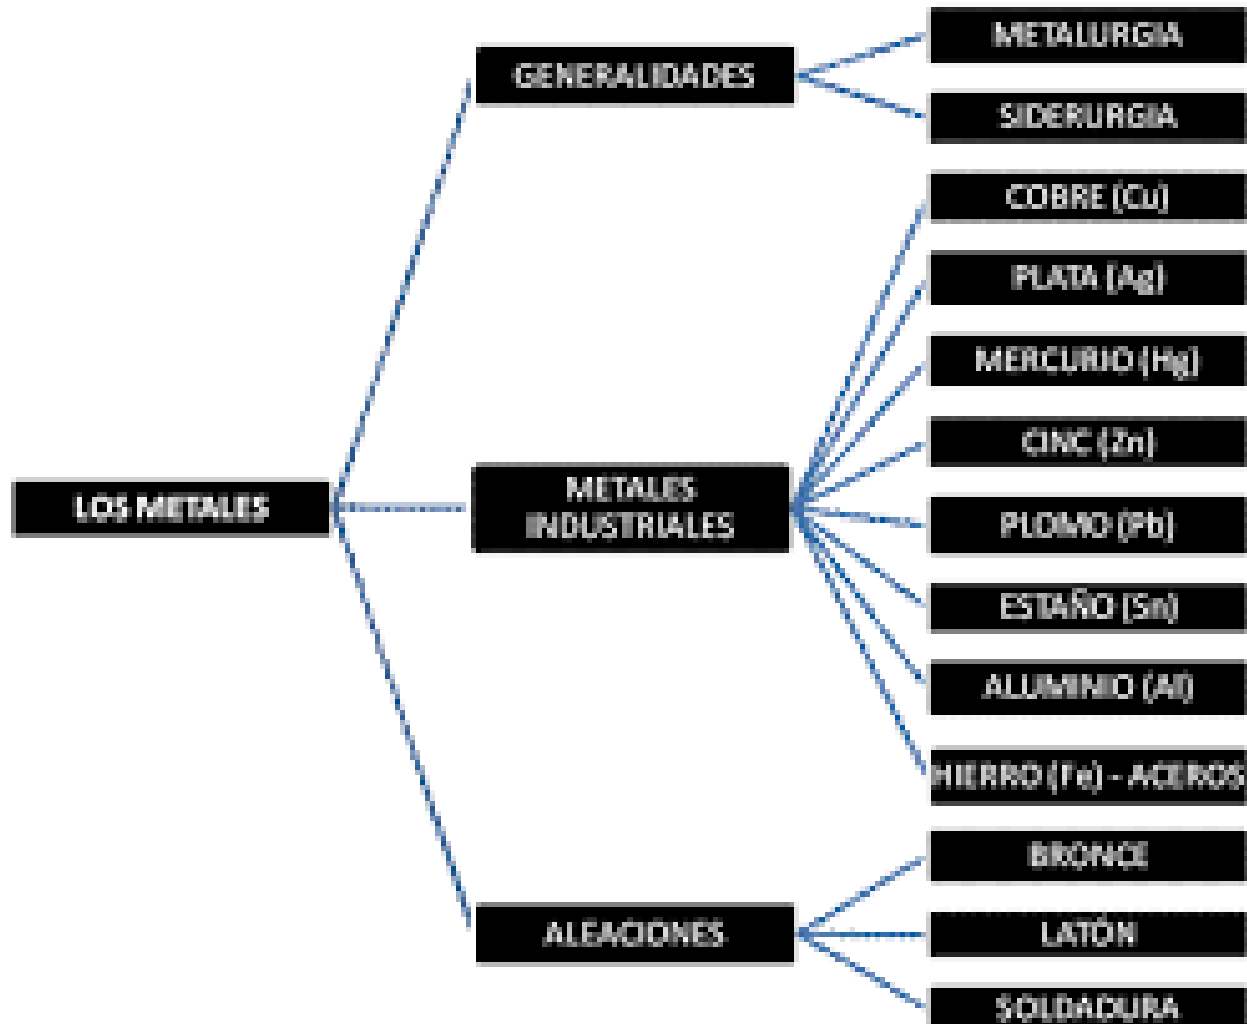 LOS METALES
GENERALIDADES
METALURGIA
SIDERURGIA
METALES
INDUSTRIALES
COBRE (Cu)
PLATA (Ag)
MERCURIO (Hg)
CINC (Zn)
PLOMO (Pb)
ESTAÑO (Sn)
ALUMINIO (Al)
HIERRO (Fe) - ACEROS
ALEACIONES
BRONCE
LATÓN
SOLDADURA